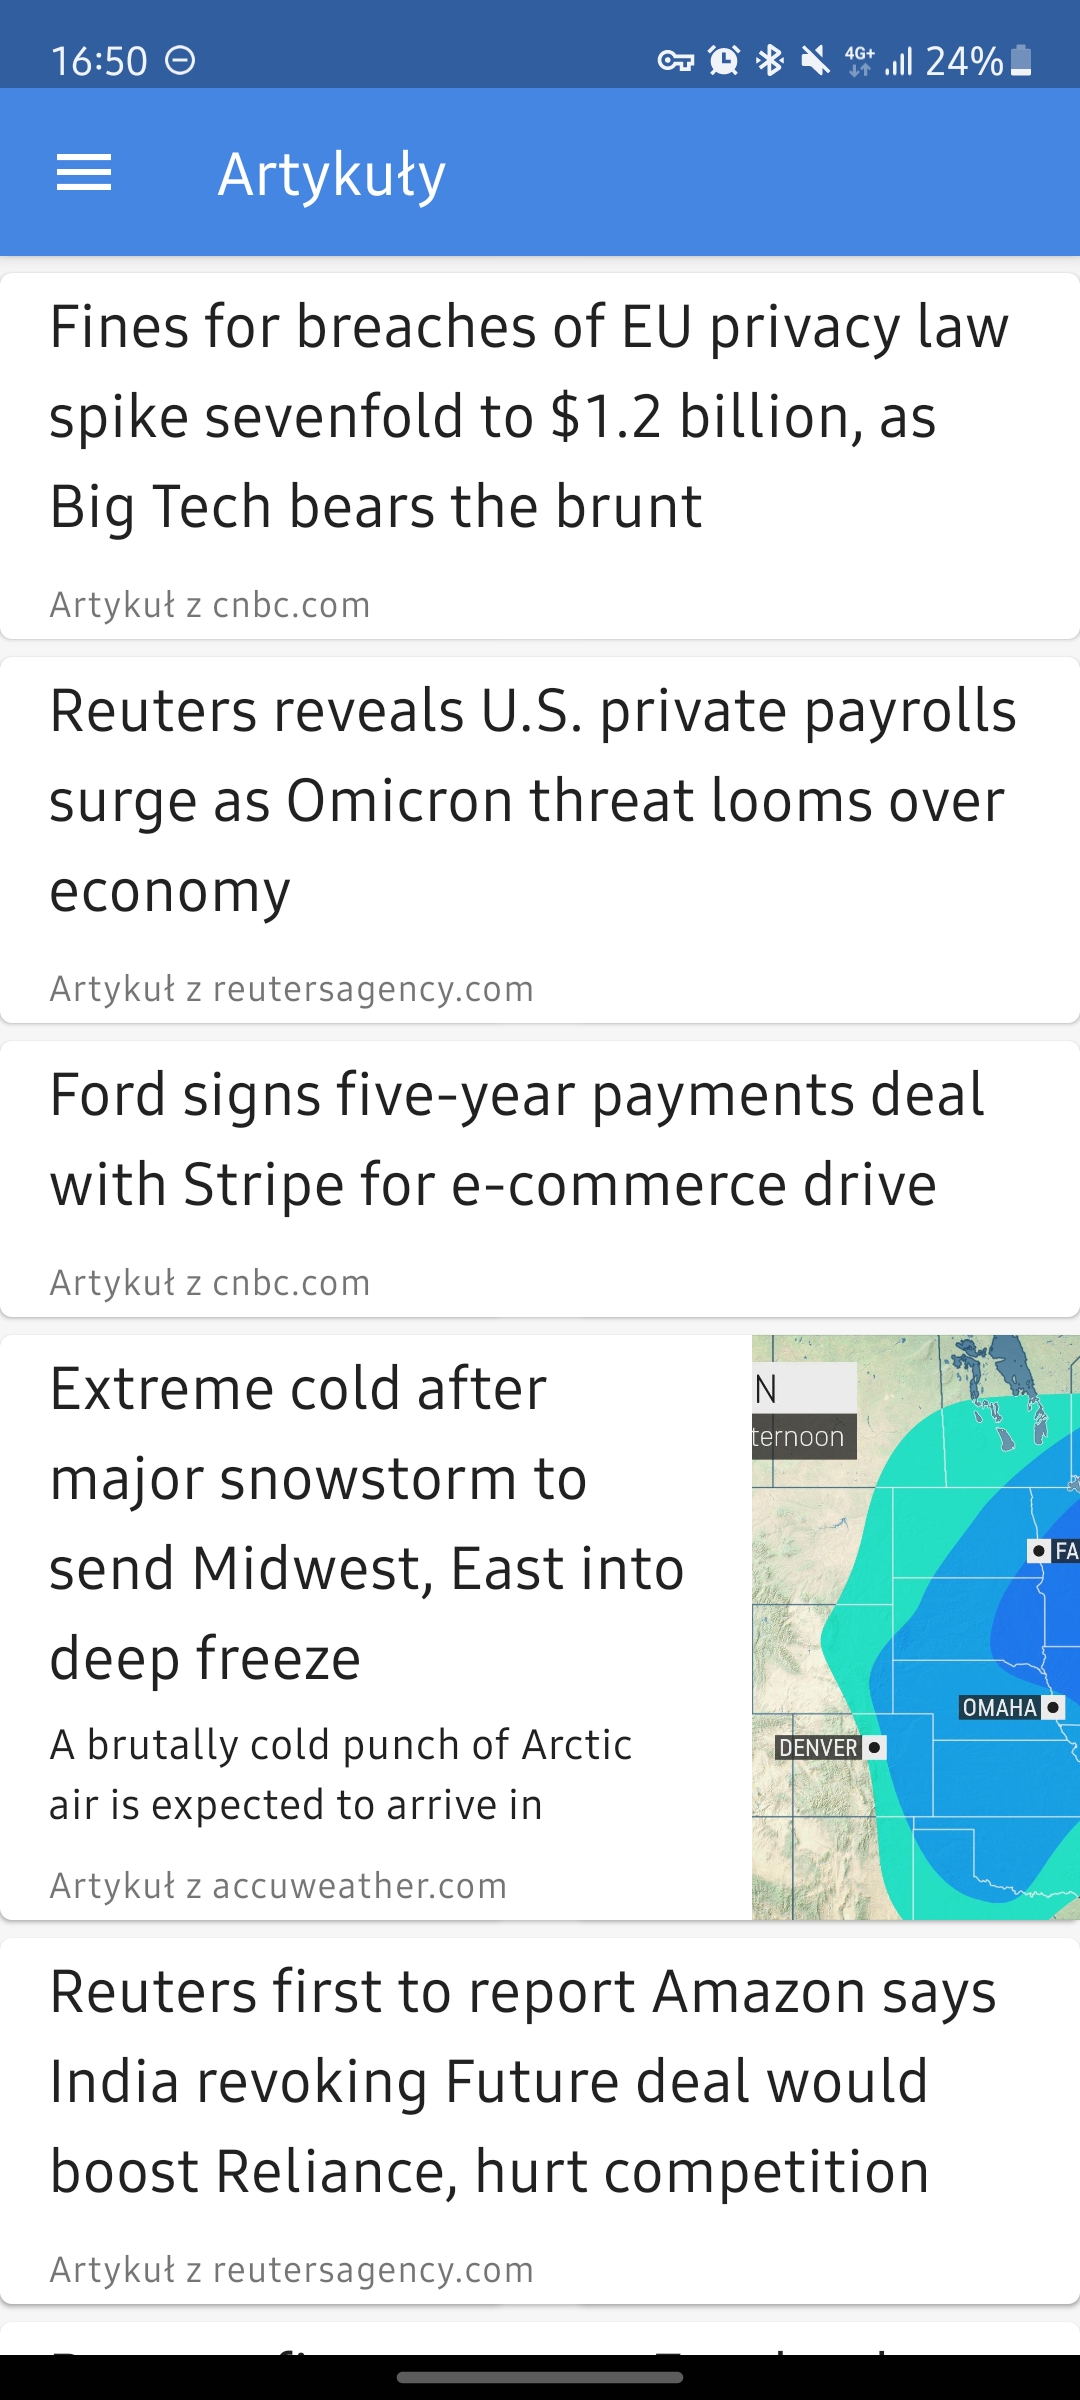 16:50 4G+ 24%
Artykuły
Fines for breaches of EU privacy law
spike sevenfold to $1.2 billion, as
Big Tech bears the brunt
Artykuł z cnbc.com
Reuters reveals U.S. private payrolls
surge as Omicron threat looms over
economy
Artykuł z reutersagency.com
Ford signs five-year payments deal
with Stripe for e-commerce drive
Artykuł z cnbc.com
Extreme cold after
major snowstorm to
send Midwest, East into
deep freeze
A brutally cold punch of Arctic
air is expected to arrive in
Artykuł z accuweather.com
N
ternoon
FA
OMAHA
DENVER
Reuters first to report Amazon says
India revoking Future deal would
boost Reliance, hurt competition
Artykuł z reutersagency.com